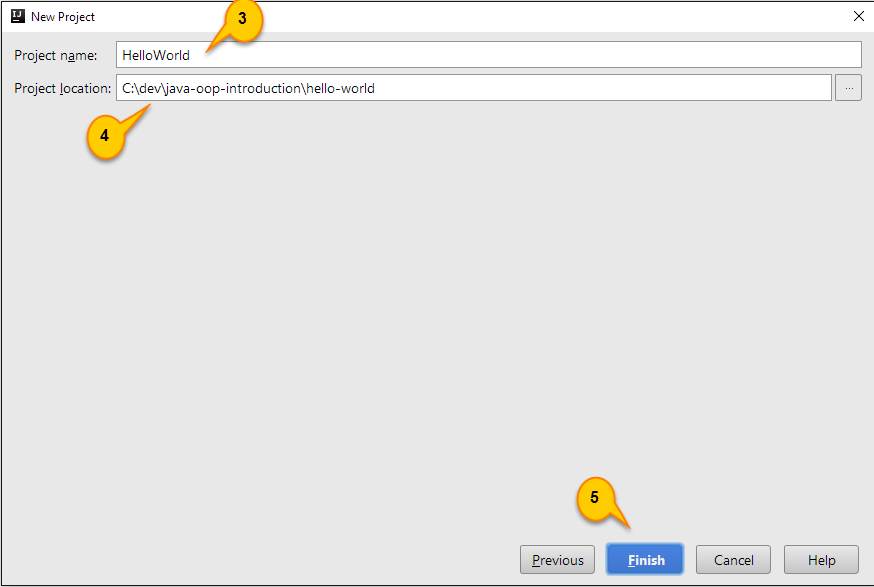 IJ New Project
3
Project name: HelloWorld
Project location: C:\dev\java-oop-introduction\hello-world ...
4
5
Previous Finish Cancel Help